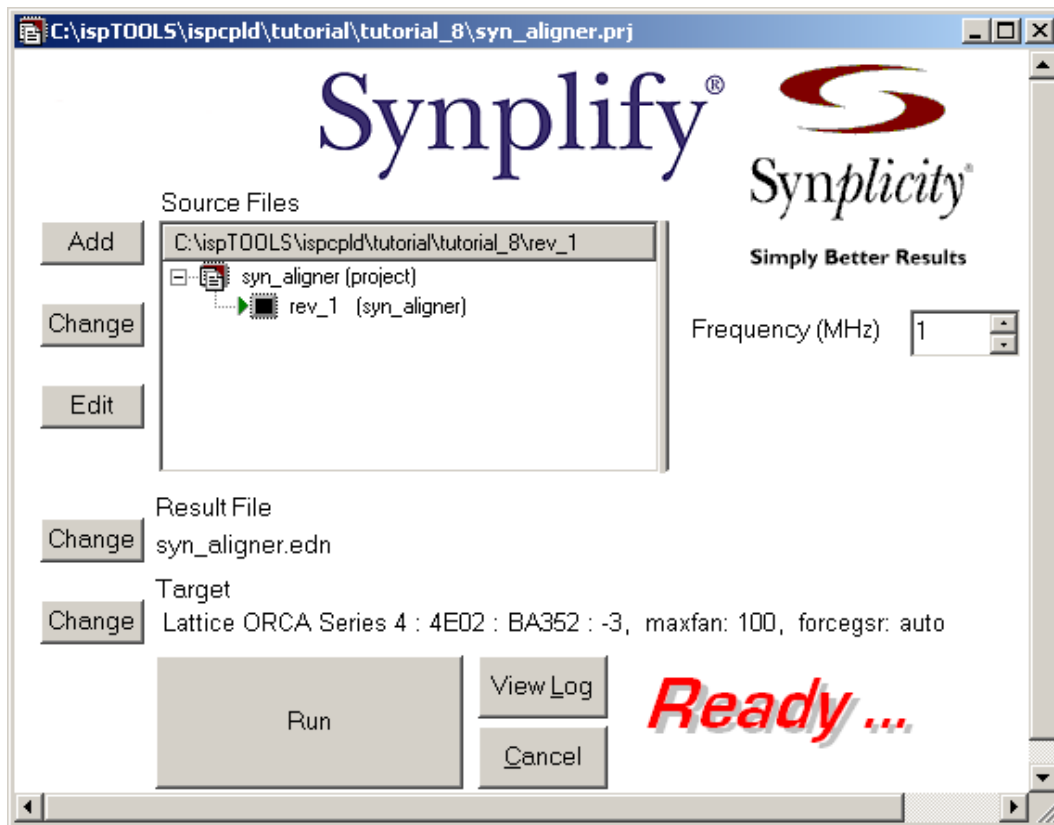 C:\ispTOOLS\ispcpld\tutorial\tutorial_8\syn_aligner.prj
Synplify®
Synplicity®
Simply Better Results
Source Files
Add
C:\ispTOOLS\ispcpld\tutorial\tutorial_8\rev_1
syn_aligner (project)
rev_1 (syn_aligner)
Change
Edit
Frequency (MHz) 1
Result File
Change
syn_aligner.edn
Target
Change
Lattice ORCA Series 4 : 4E02 : BA352 : -3, maxfan: 100, forcegsr: auto
Run
View Log
Cancel
Ready ...